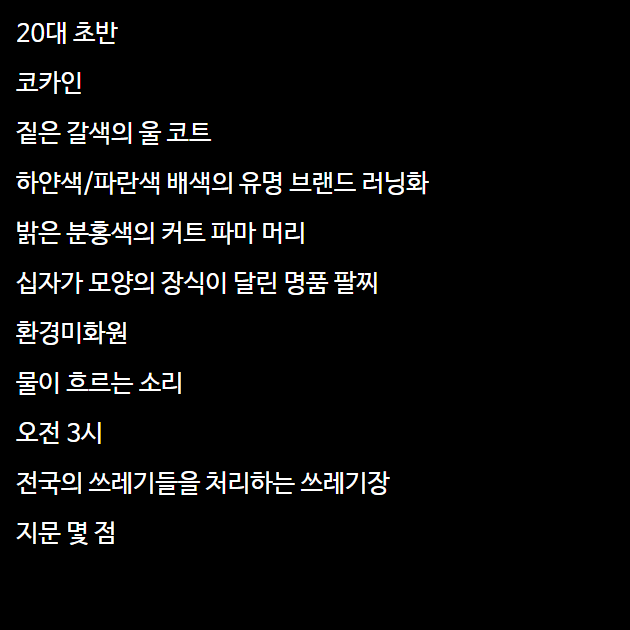 20대 초반
코카인
짙은 갈색의 울 코트
하얀색/파란색 배색의 유명 브랜드 러닝화
밝은 분홍색의 커트 파마 머리
십자가 모양의 장식이 달린 명품 팔찌
환경미화원
물이 흐르는 소리
오전 3시
전국의 쓰레기들을 처리하는 쓰레기장
지문 몇 점